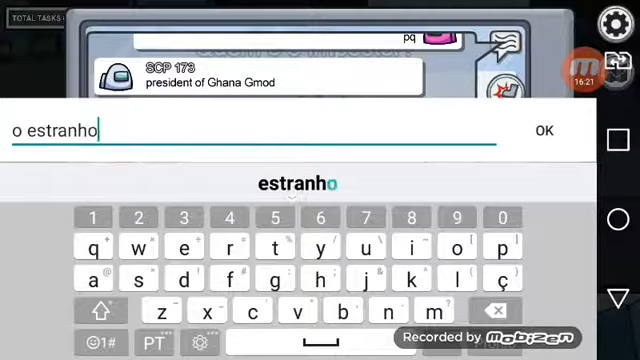 TOTAL TASKS
pq
SCP 173
president of Ghana Gmod
16:21
o estranho
OK
estranho
1 2 3 4 5 6 7 8 9 0
q w e r t y u i o p
a s d f g h j k l ç
z x c v b n m
☺1# PT
Recorded by MOBIZEN